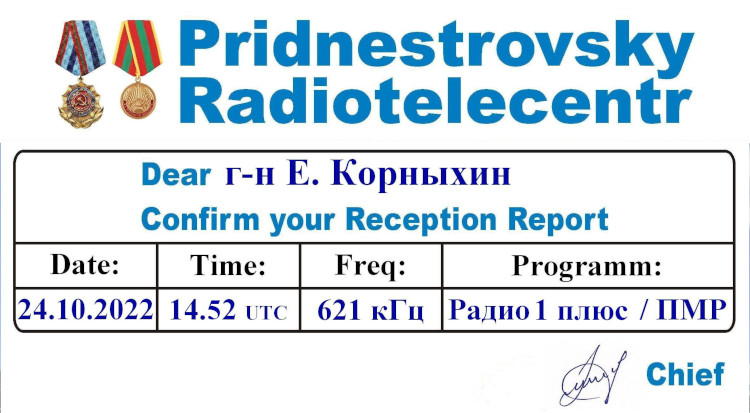 Pridnestrovsky
Radiotelecentr
Dear г-н Е. Корныхин
Confirm your Reception Report
Date: Time: Freq: Programm:
24.10.2022 14.52 UTC 621 кГц Радио 1 плюс / ПМР
Chief